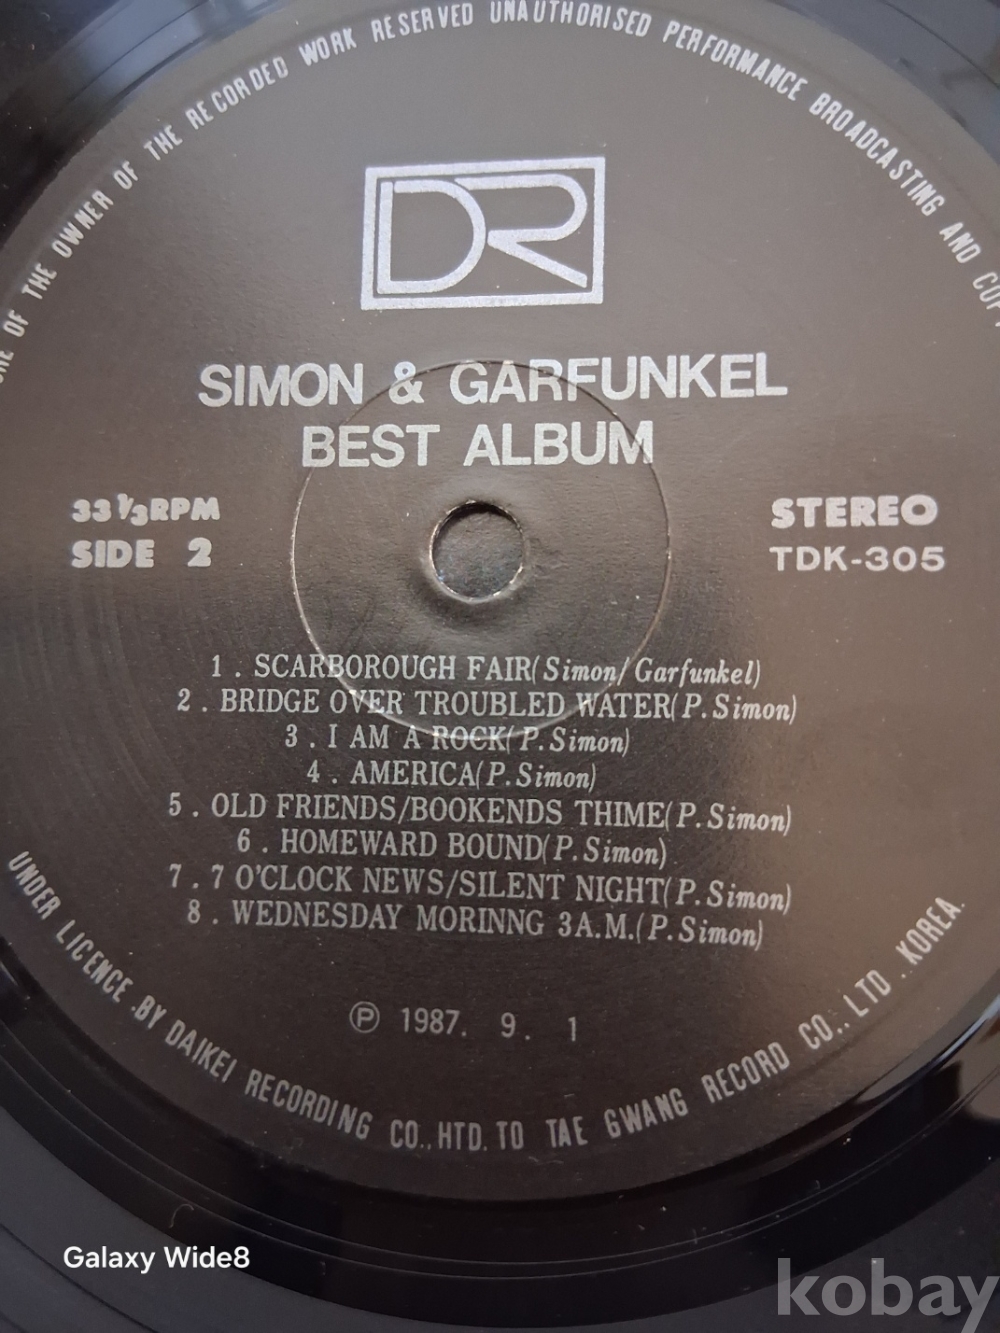 OF THE OWNER OF THE RECORDED WORK RESERVED UNAUTHORISED PERFORMANCE BROADCASTING AND
DR
SIMON & GARFUNKEL
BEST ALBUM
33 1/3 RPM
STEREO
SIDE 2
TDK-305
1. SCARBOROUGH FAIR(Simon/Garfunkel)
2. BRIDGE OVER TROUBLED WATER(P.Simon)
3. I AM A ROCK(P.Simon)
4. AMERICA(P.Simon)
5. OLD FRIENDS/BOOKENDS THIME(P.Simon)
6. HOMEWARD BOUND(P.Simon)
7. 7 O'CLOCK NEWS/SILENT NIGHT(P.Simon)
8. WEDNESDAY MORINNG 3A.M.(P.Simon)
Ⓟ 1987. 9. 1
UNDER LICENCE.BY DAIKEI RECORDING CO.,HTD.TO TAE GWANG RECORD CO.,LTD.KOREA.
Galaxy Wide8
kobay